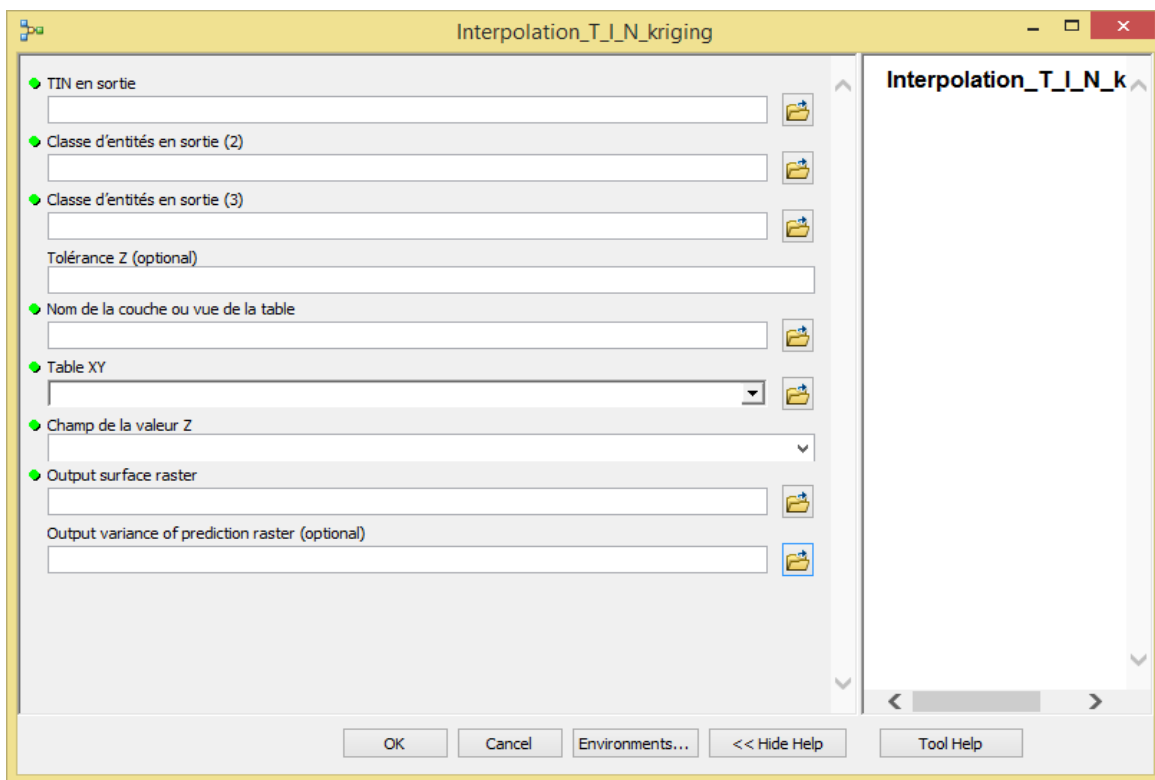 Interpolation_T_I_N_kriging
TIN en sortie
Classe d’entités en sortie (2)
Classe d’entités en sortie (3)
Tolérance Z (optional)
Nom de la couche ou vue de la table
Table XY
Champ de la valeur Z
Output surface raster
Output variance of prediction raster (optional)
Interpolation_T_I_N_k
OK
Cancel
Environments...
<< Hide Help
Tool Help